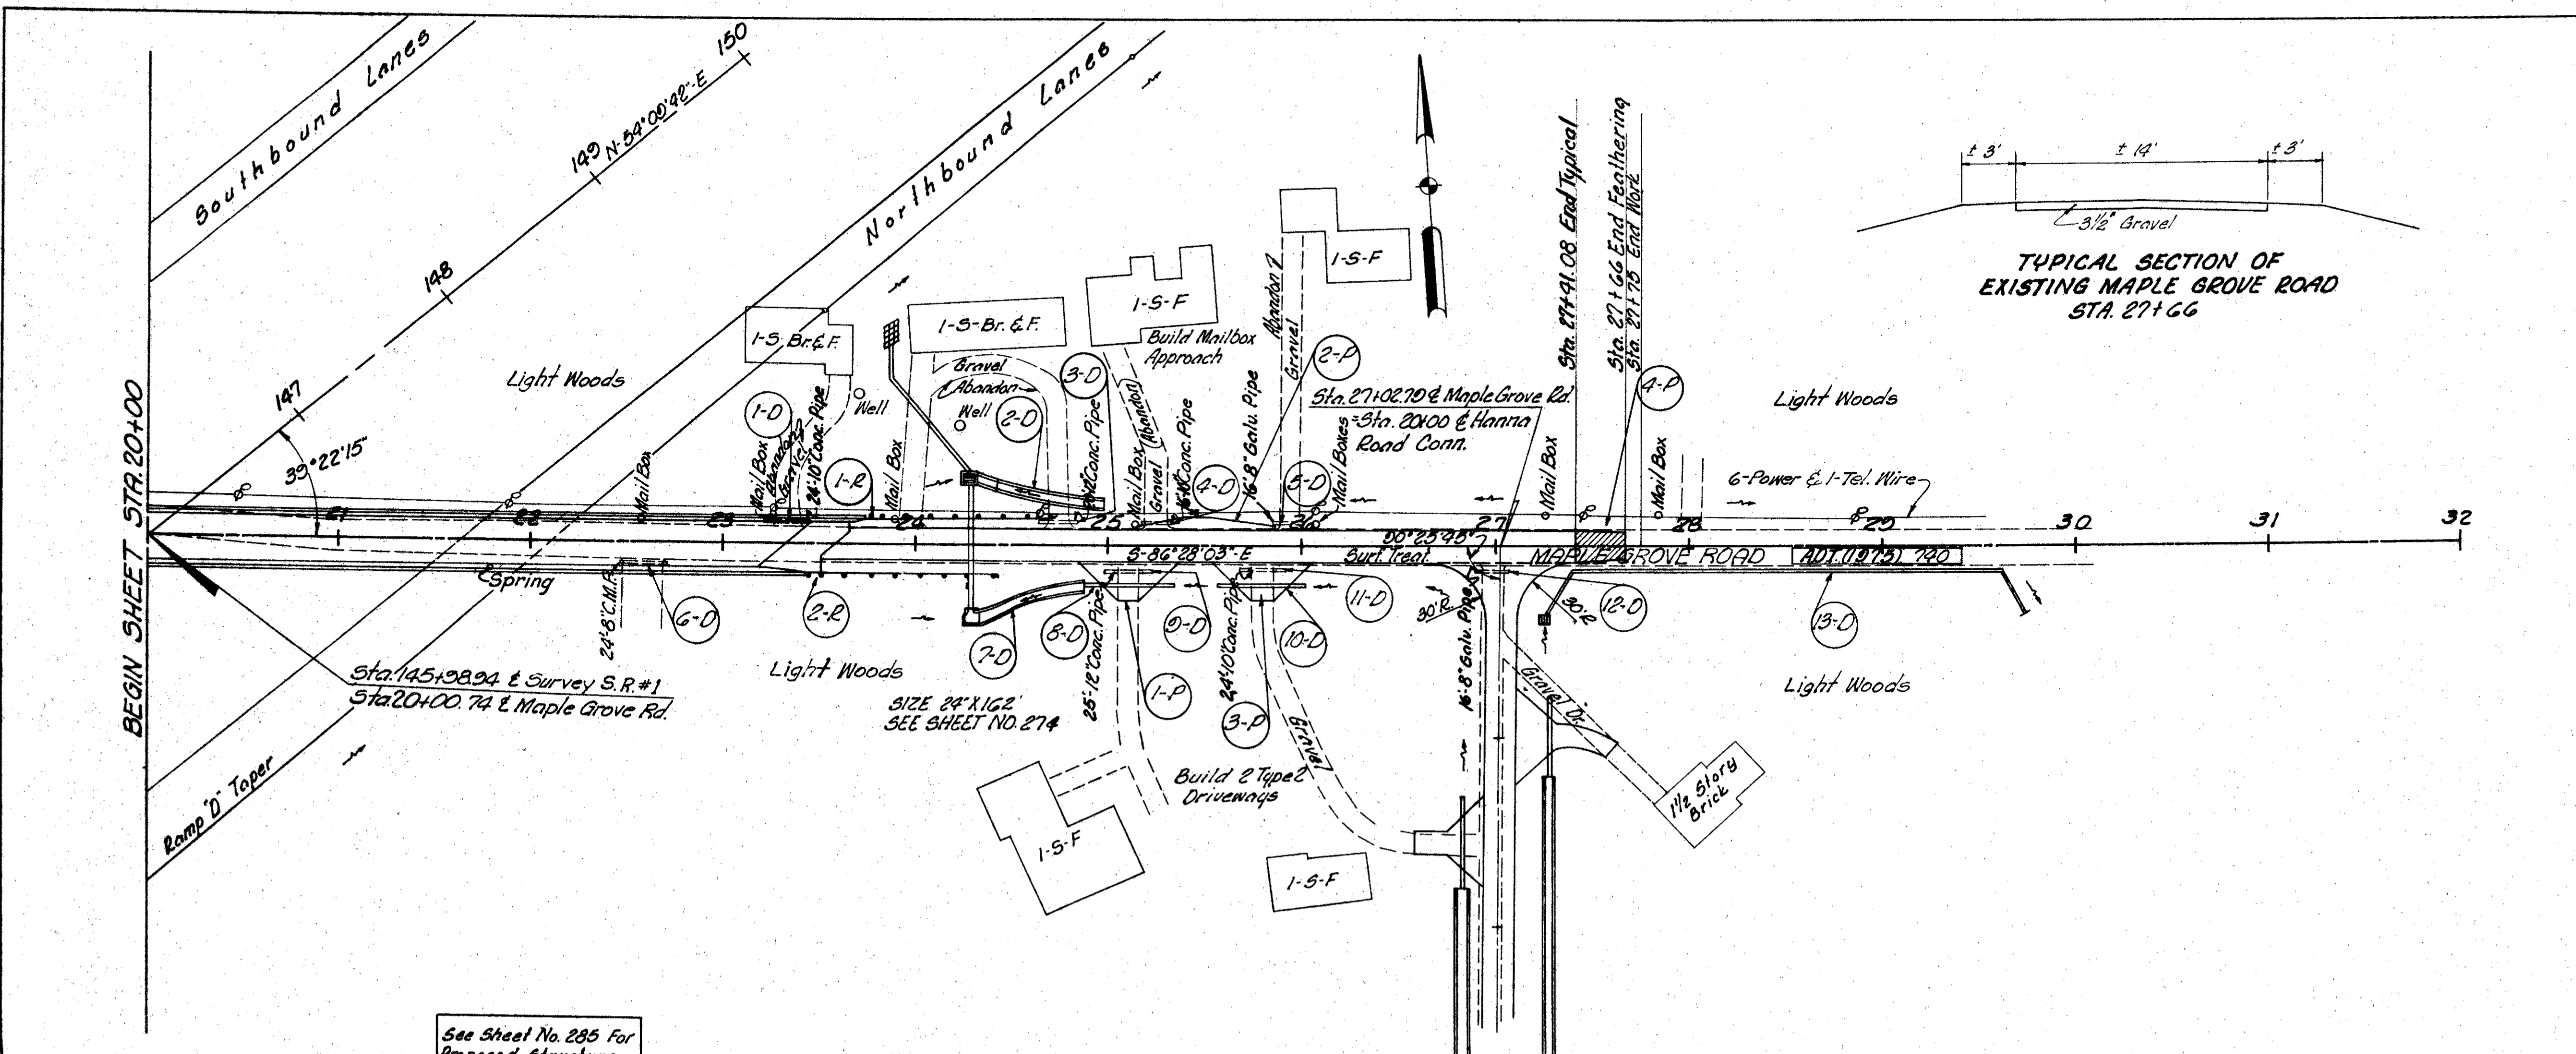 Southbound Lanes
150
N-54°09'42"-E
149
148
147
39°22'15"
Northbound Lanes
BEGIN SHEET STA.20+00
Light Woods
1-S Br.& F.
1-S-Br. & F.
1-S-F
1-S-F
Build Mailbox
Approach
Abandon
Gravel
Sta. 27+41.08 End Typical
Sta. 27+66 End Feathering
Sta. 27+75 End Work
± 3'
± 14'
± 3'
3½" Gravel
TYPICAL SECTION OF
EXISTING MAPLE GROVE ROAD
STA. 27+66
Gravel
Abandon
Well
Well
1-D
2-D
3-D
2-P
4-P
1-R
4-D
5-D
Mail Box
Mail Box
Gravel
24'-10" Conc. Pipe
Mail Box
Mail Box
Gravel
(Abandon)
16'-8" Galv. Pipe
Mail Boxes
Sta. 27+02.79 ℄ Maple Grove Rd.
=Sta. 20+00 ℄ Hanna
Road Conn.
Mail Box
Mail Box
Light Woods
6-Power & 1-Tel. Wire
21
22
23
24
25
26
27
28
29
30
31
32
S-86°28'03"-E
90°25'45"
Surf. Treat.
MAPLE GROVE ROAD
ADT.(1975) 740
Spring
24'-8" C.M.P.
6-D
2-R
7-D
8-D
9-D
10-D
11-D
12-D
13-D
30'R.
30'R.
25'-12" Conc. Pipe
24'-10" Conc. Pipe
16'-8" Galv. Pipe
1-P
3-P
Sta.145+98.94 ℄ Survey S.R.#1
Sta.20+00.74 ℄ Maple Grove Rd.
Light Woods
SIZE 24"X162'
SEE SHEET NO. 274
Gravel
Gravel Dr.
Light Woods
Build 2 Type 2
Driveways
1½ Story
Brick
1-S-F
1-S-F
Ramp "D" Taper
See Sheet No. 285 For
Proposed Structure